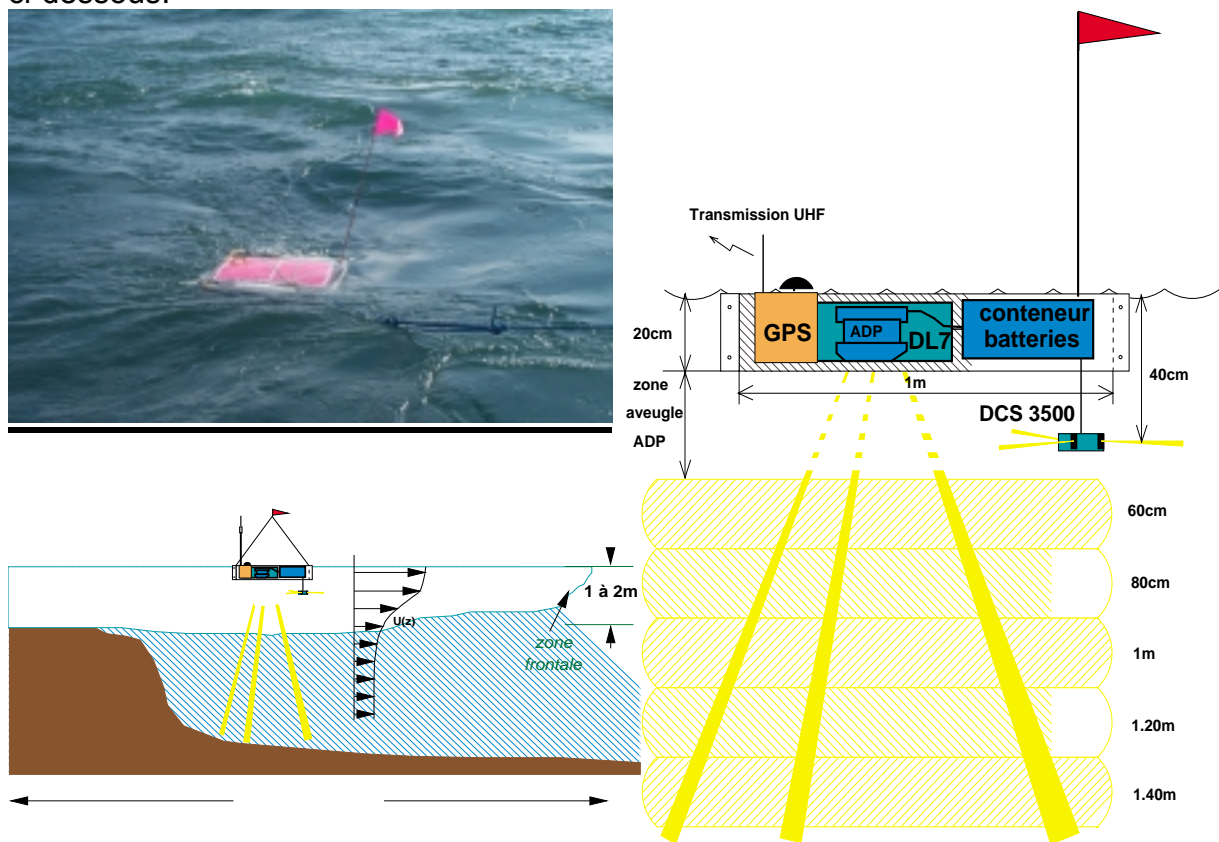 Transmission UHF
20cm
GPS
ADP
DL7
conteneur
batteries
1m
40cm
zone
aveugle
ADP
DCS 3500
60cm
80cm
1m
1.20m
1.40m
1 à 2m
U(z)
zone
frontale